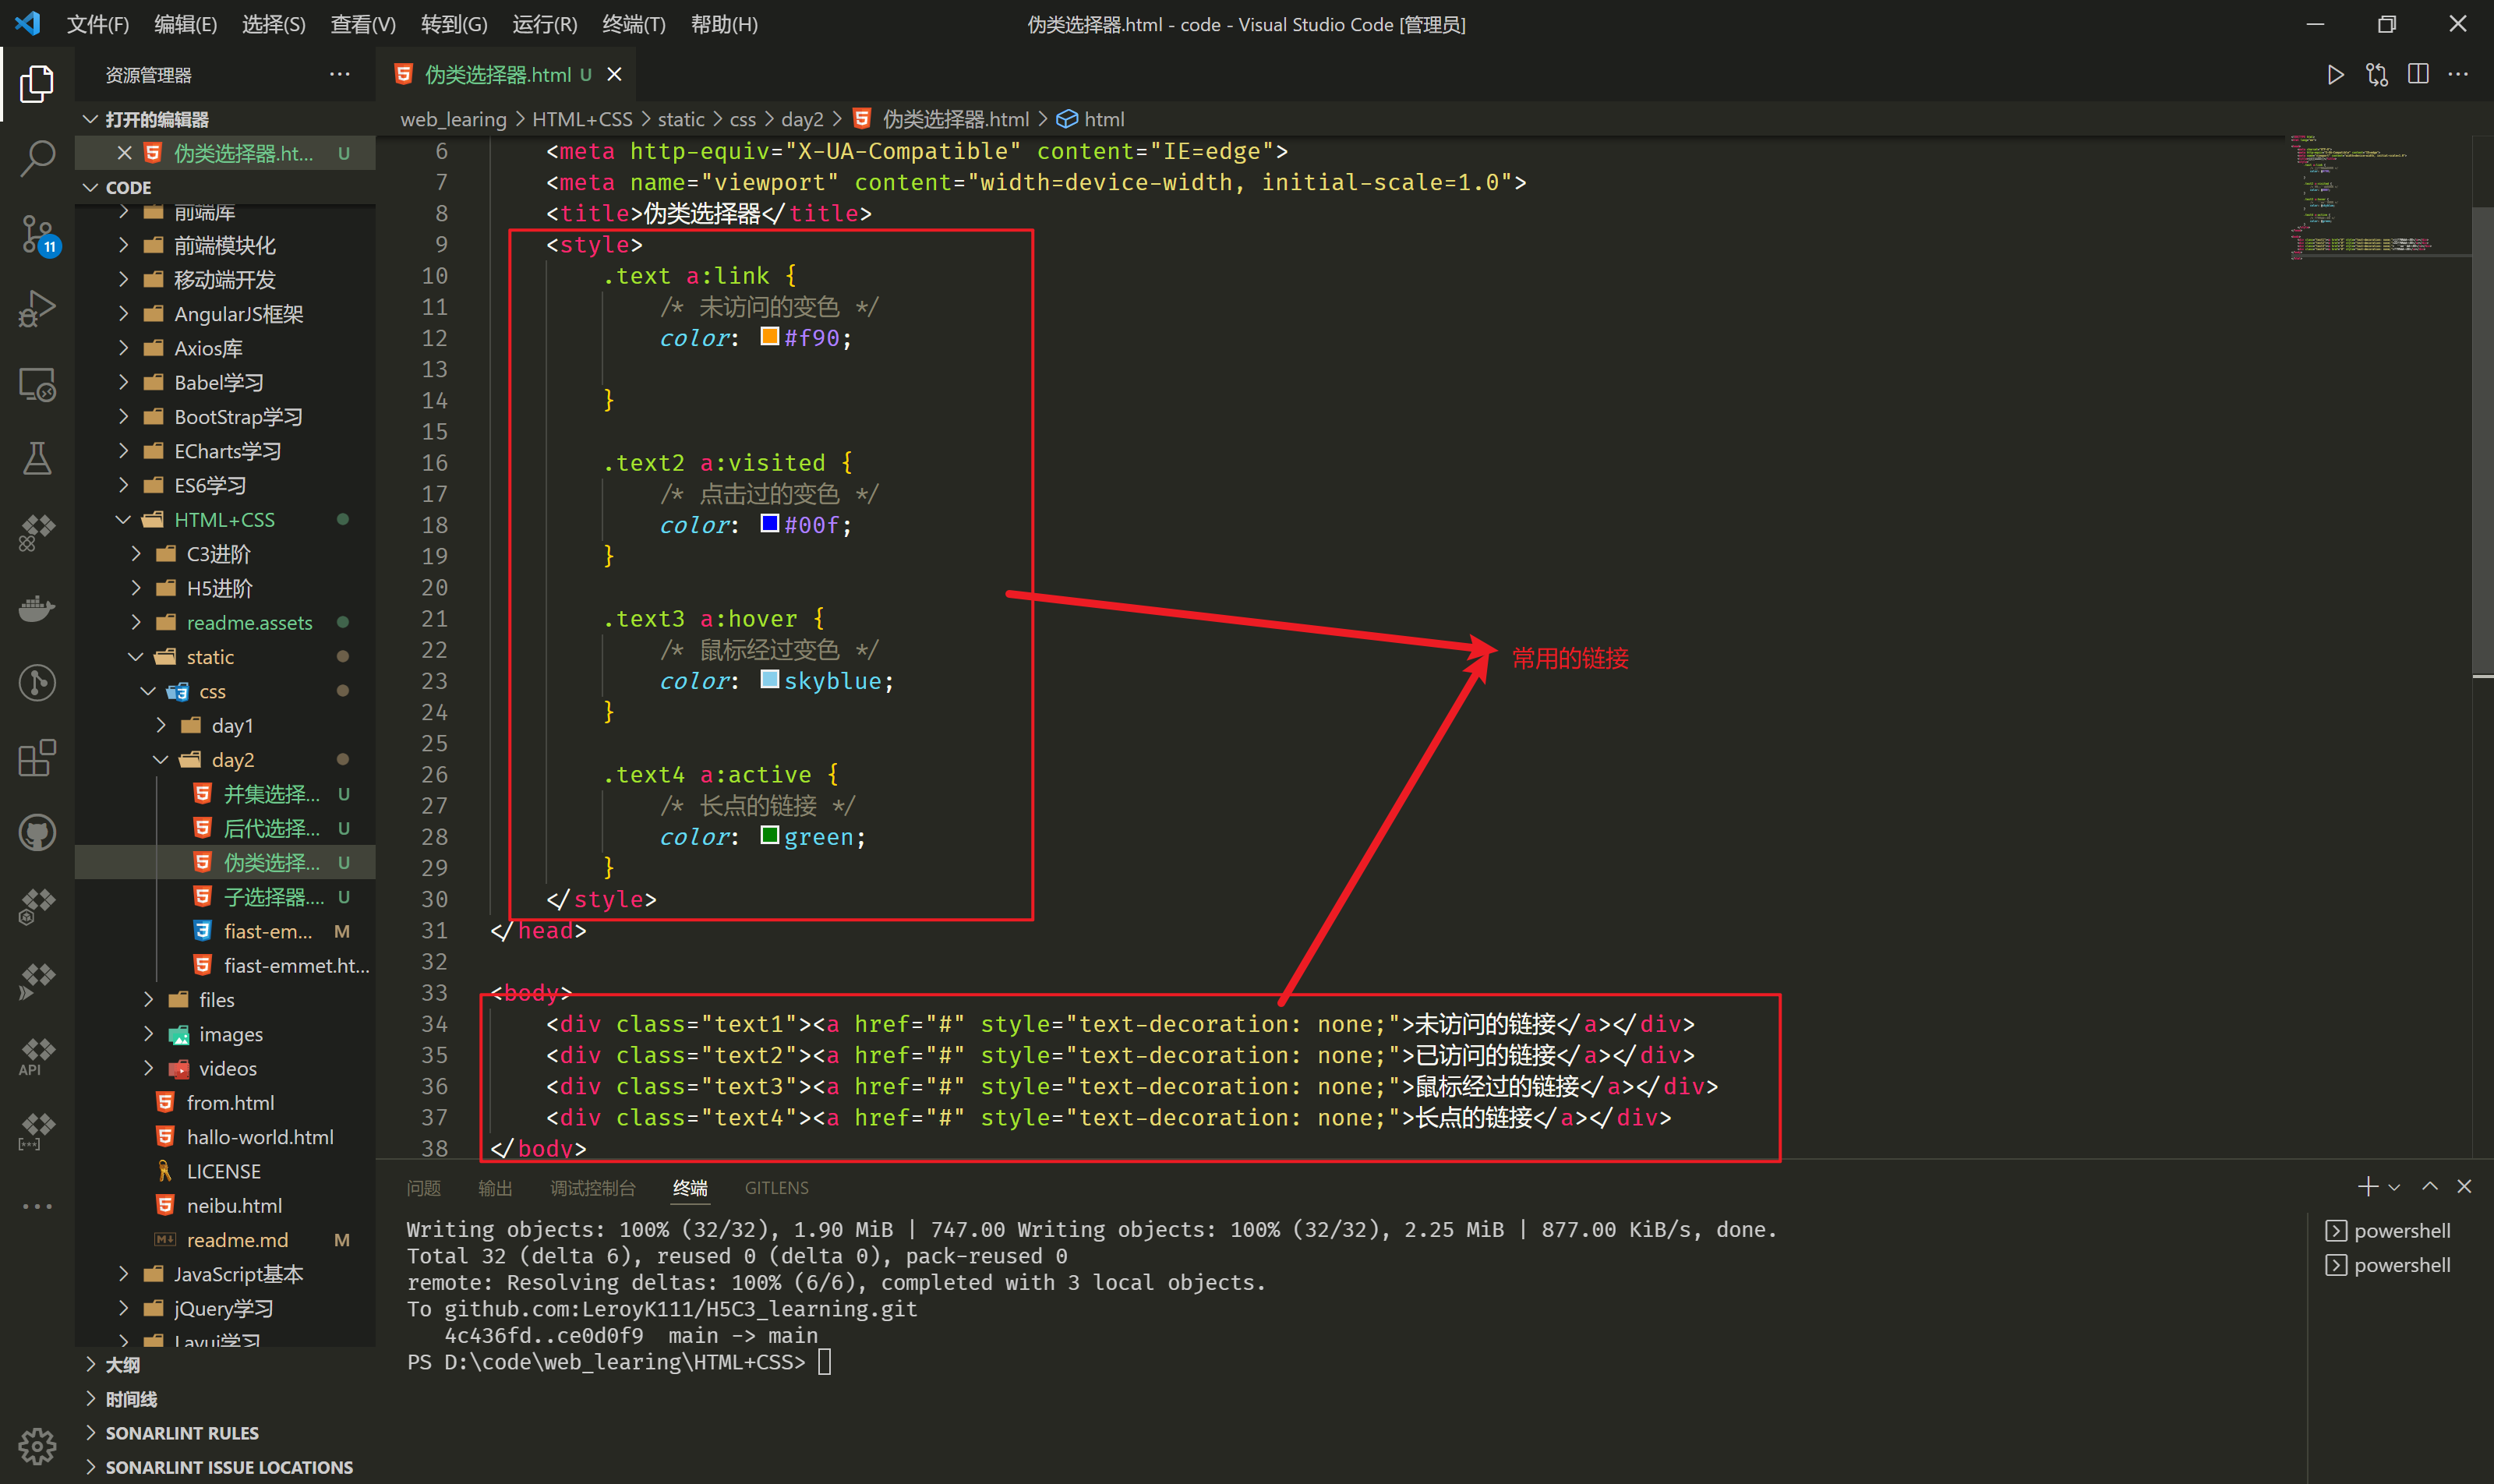 文件(F) 编辑(E) 选择(S) 查看(V) 转到(G) 运行(R) 终端(T) 帮助(H) 伪类选择器.html - code - Visual Studio Code [管理员]
资源管理器
打开的编辑器
伪类选择器.ht... U
CODE
前端库
前端模块化
移动端开发
AngularJS框架
Axios库
Babel学习
BootStrap学习
ECharts学习
ES6学习
HTML+CSS
C3进阶
H5进阶
readme.assets
static
css
day1
day2
并集选择... U
后代选择... U
伪类选择... U
子选择器.... U
fiast-em... M
fiast-emmet.ht...
files
images
videos
from.html
hallo-world.html
LICENSE
neibu.html
readme.md M
JavaScript基本
jQuery学习
Layui学习
大纲
时间线
SONARLINT RULES
SONARLINT ISSUE LOCATIONS
11
API
伪类选择器.html U
web_learing > HTML+CSS > static > css > day2 > 伪类选择器.html > html
6 <meta http-equiv="X-UA-Compatible" content="IE=edge">
7 <meta name="viewport" content="width=device-width, initial-scale=1.0">
8 <title>伪类选择器</title>
9 <style>
10 .text a:link {
11 /* 未访问的变色 */
12 color: #f90;
13
14 }
15
16 .text2 a:visited {
17 /* 点击过的变色 */
18 color: #00f;
19 }
20
21 .text3 a:hover {
22 /* 鼠标经过变色 */
23 color: skyblue;
24 }
25
26 .text4 a:active {
27 /* 长点的链接 */
28 color: green;
29 }
30 </style>
31 </head>
32
33 <body>
34 <div class="text1"><a href="#" style="text-decoration: none;">未访问的链接</a></div>
35 <div class="text2"><a href="#" style="text-decoration: none;">已访问的链接</a></div>
36 <div class="text3"><a href="#" style="text-decoration: none;">鼠标经过的链接</a></div>
37 <div class="text4"><a href="#" style="text-decoration: none;">长点的链接</a></div>
38 </body>
常用的链接
问题 输出 调试控制台 终端 GITLENS
Writing objects: 100% (32/32), 1.90 MiB | 747.00 Writing objects: 100% (32/32), 2.25 MiB | 877.00 KiB/s, done.
Total 32 (delta 6), reused 0 (delta 0), pack-reused 0
remote: Resolving deltas: 100% (6/6), completed with 3 local objects.
To github.com:LeroyK111/H5C3_learning.git
4c436fd..ce0d0f9 main -> main
PS D:\code\web_learing\HTML+CSS>
powershell
powershell